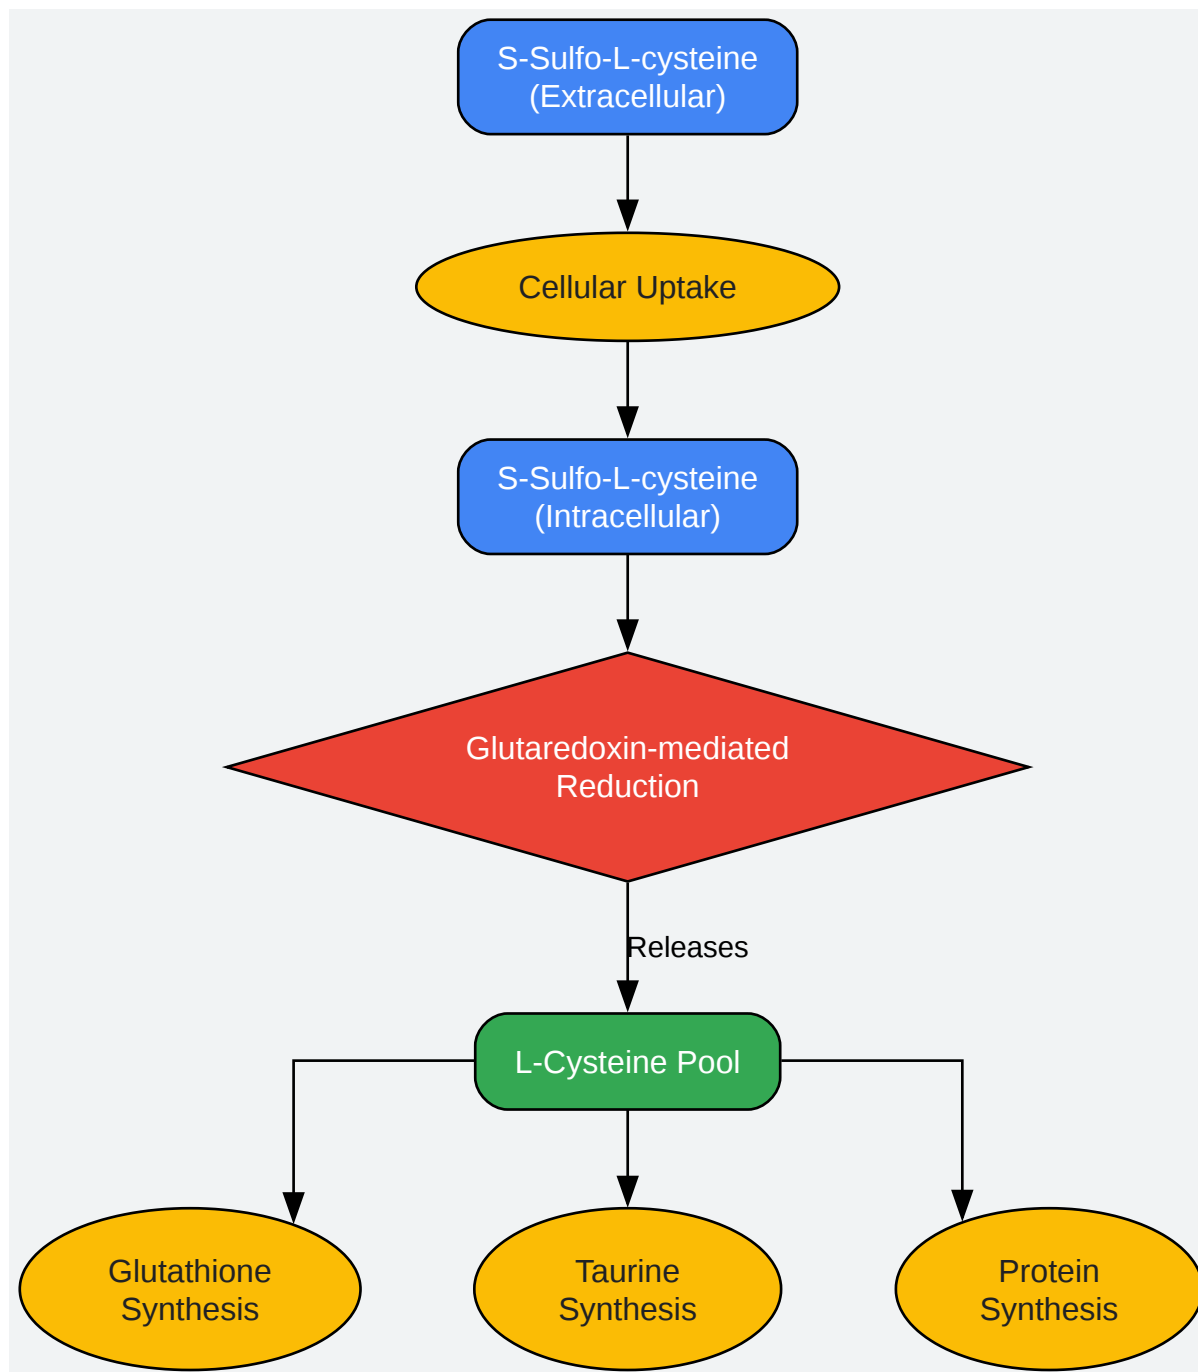 S-Sulfo-L-cysteine
(Extracellular)
Cellular Uptake
S-Sulfo-L-cysteine
(Intracellular)
Glutaredoxin-mediated
Reduction
Releases
L-Cysteine Pool
Glutathione
Synthesis
Taurine
Synthesis
Protein
Synthesis